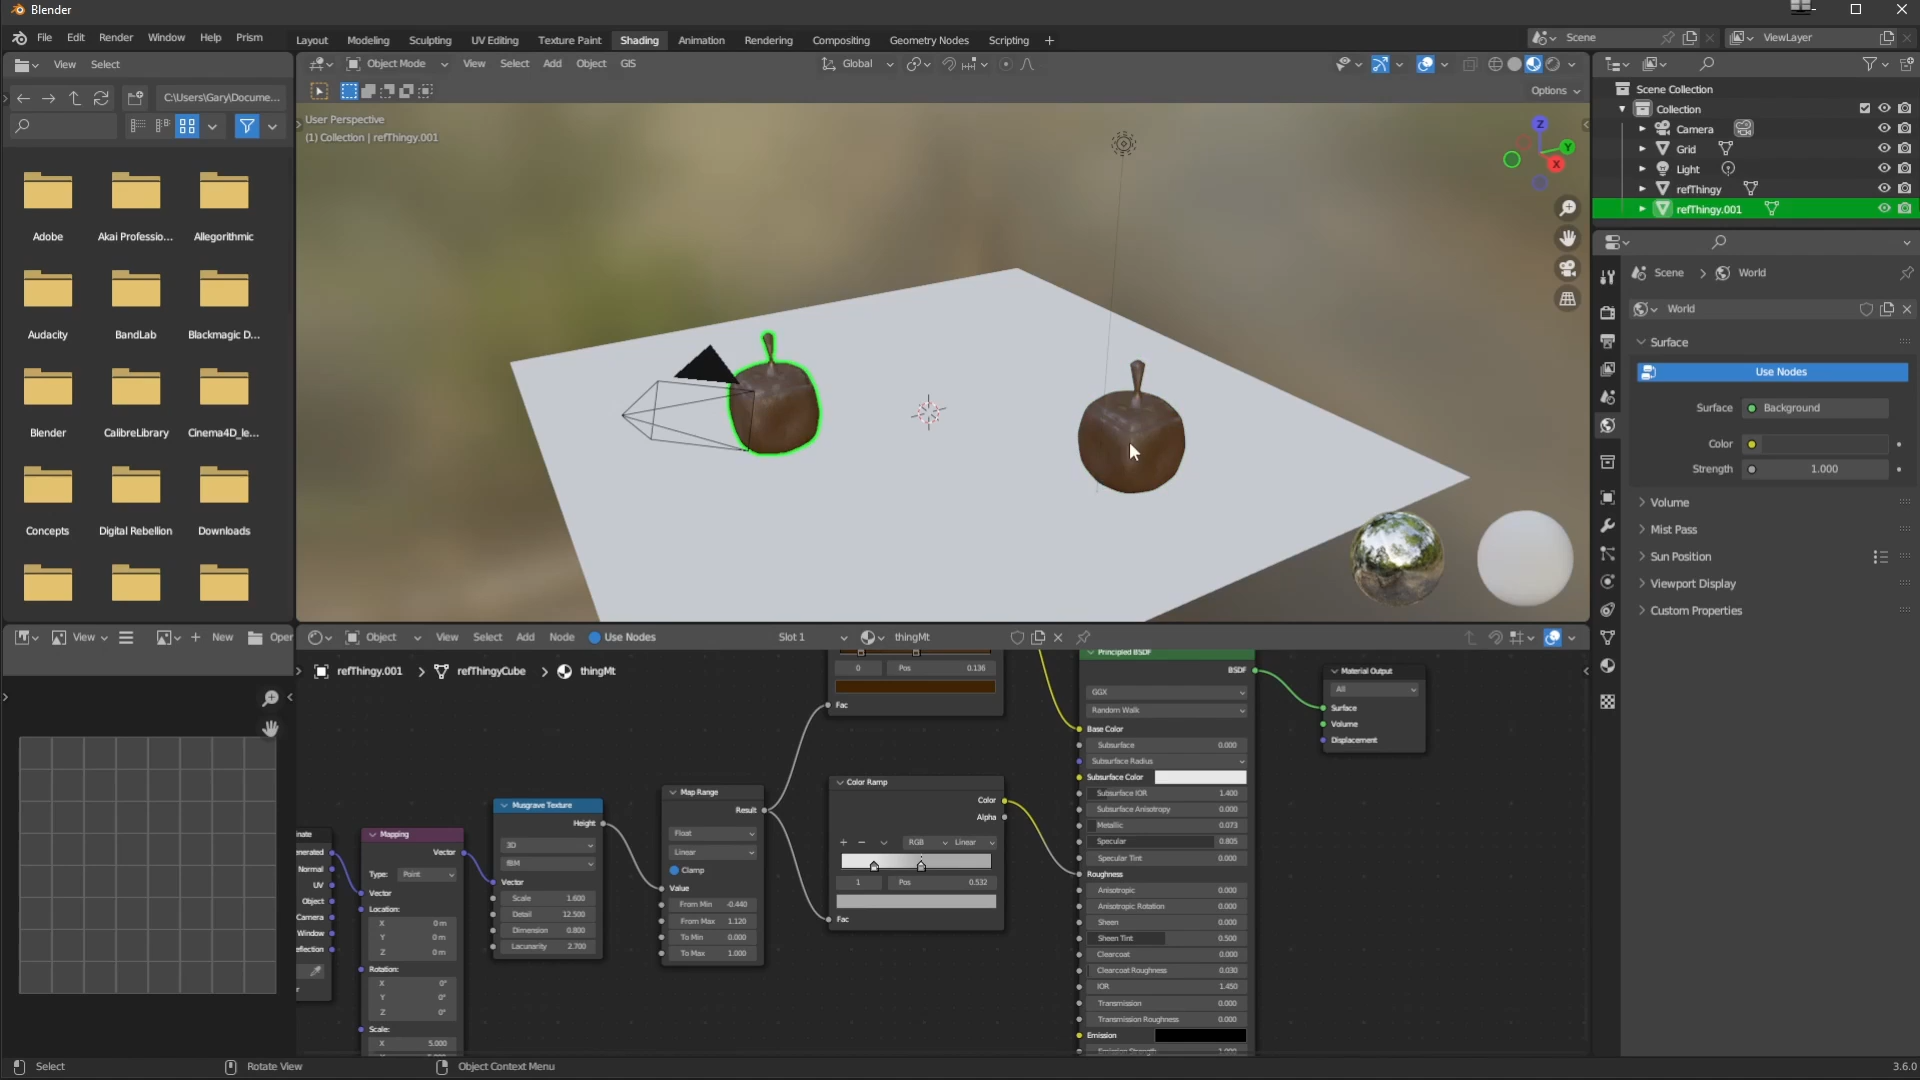 Blender
File Edit Render Window Help Prism
Layout Modeling Sculpting UV Editing Texture Paint Shading Animation Rendering Compositing Geometry Nodes Scripting +
Scene
ViewLayer
View Select
C:\Users\Gary\Docume...
Adobe Akai Professio... Allegorithmic
Audacity BandLab Blackmagic D...
Blender CalibreLibrary Cinema4D_le...
Concepts Digital Rebellion Downloads
Object Mode View Select Add Object GIS
Global
Options
User Perspective
(1) Collection | refThingy.001
Z
Y
X
Scene Collection
Collection
Camera
Grid
Light
refThingy
refThingy.001
Scene > World
World
Surface
Use Nodes
Surface Background
Color
Strength 1.000
Volume
Mist Pass
Sun Position
Viewport Display
Custom Properties
View + New Oper
Object View Select Add Node Use Nodes Slot 1 thingMt
refThingy.001 > refThingyCube > thingMt
inate
enerated
Normal
UV
Object
Camera
Window
eflection
r
Mapping
Vector
Type: Point
Vector
Location:
X 0 m
Y 0 m
Z 0 m
Rotation:
X 0°
Y 0°
Z 0°
Scale:
X 5.000
Musgrave Texture
Height
3D
fBM
Vector
Scale 1.600
Detail 12.500
Dimension 0.800
Lacunarity 2.700
Map Range
Result
Float
Linear
Clamp
Value
From Min -0.440
From Max 1.120
To Min 0.000
To Max 1.000
0 Pos 0.136
Fac
Color Ramp
Color
Alpha
+ − RGB Linear
1 Pos 0.532
Fac
Principled BSDF
BSDF
GGX
Random Walk
Base Color
Subsurface 0.000
Subsurface Radius
Subsurface Color
Subsurface IOR 1.400
Subsurface Anisotropy 0.000
Metallic 0.073
Specular 0.805
Specular Tint 0.000
Roughness
Anisotropic 0.000
Anisotropic Rotation 0.000
Sheen 0.000
Sheen Tint 0.500
Clearcoat 0.000
Clearcoat Roughness 0.030
IOR 1.450
Transmission 0.000
Transmission Roughness 0.000
Emission
Emission Strength 1.000
Material Output
All
Surface
Volume
Displacement
Select Rotate View Object Context Menu
3.6.0